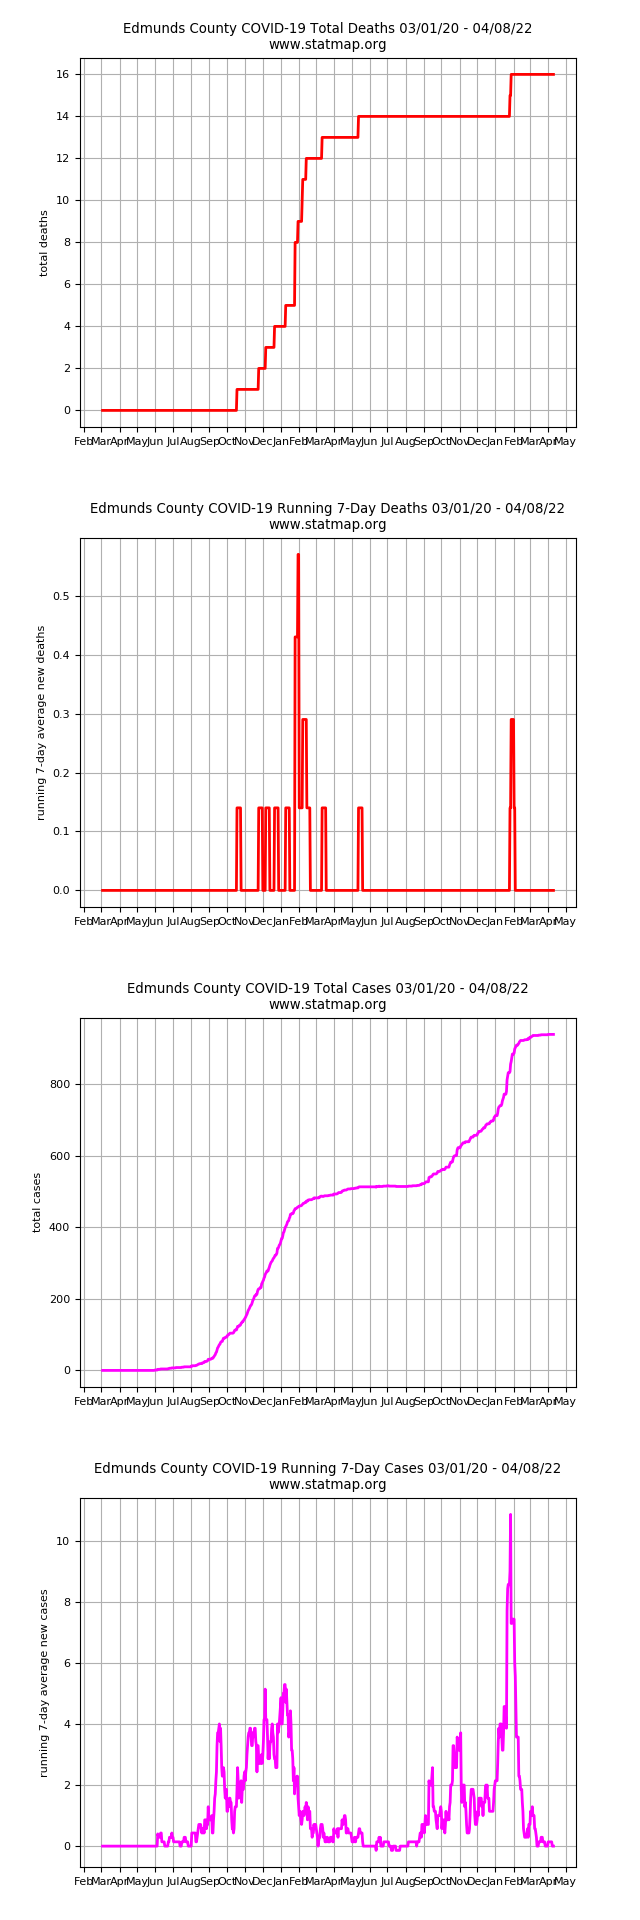 Edmunds County COVID-19 Total Deaths 03/01/20 - 04/08/22
www.statmap.org
16
14
12
10
8
6
4
2
0
total deaths
Feb Mar Apr May Jun Jul Aug Sep Oct Nov Dec Jan Feb Mar Apr May Jun Jul Aug Sep Oct Nov Dec Jan Feb Mar Apr May
Edmunds County COVID-19 Running 7-Day Deaths 03/01/20 - 04/08/22
www.statmap.org
0.5
0.4
0.3
0.2
0.1
0.0
running 7-day average new deaths
Feb Mar Apr May Jun Jul Aug Sep Oct Nov Dec Jan Feb Mar Apr May Jun Jul Aug Sep Oct Nov Dec Jan Feb Mar Apr May
Edmunds County COVID-19 Total Cases 03/01/20 - 04/08/22
www.statmap.org
800
600
400
200
0
total cases
Feb Mar Apr May Jun Jul Aug Sep Oct Nov Dec Jan Feb Mar Apr May Jun Jul Aug Sep Oct Nov Dec Jan Feb Mar Apr May
Edmunds County COVID-19 Running 7-Day Cases 03/01/20 - 04/08/22
www.statmap.org
10
8
6
4
2
0
running 7-day average new cases
Feb Mar Apr May Jun Jul Aug Sep Oct Nov Dec Jan Feb Mar Apr May Jun Jul Aug Sep Oct Nov Dec Jan Feb Mar Apr May